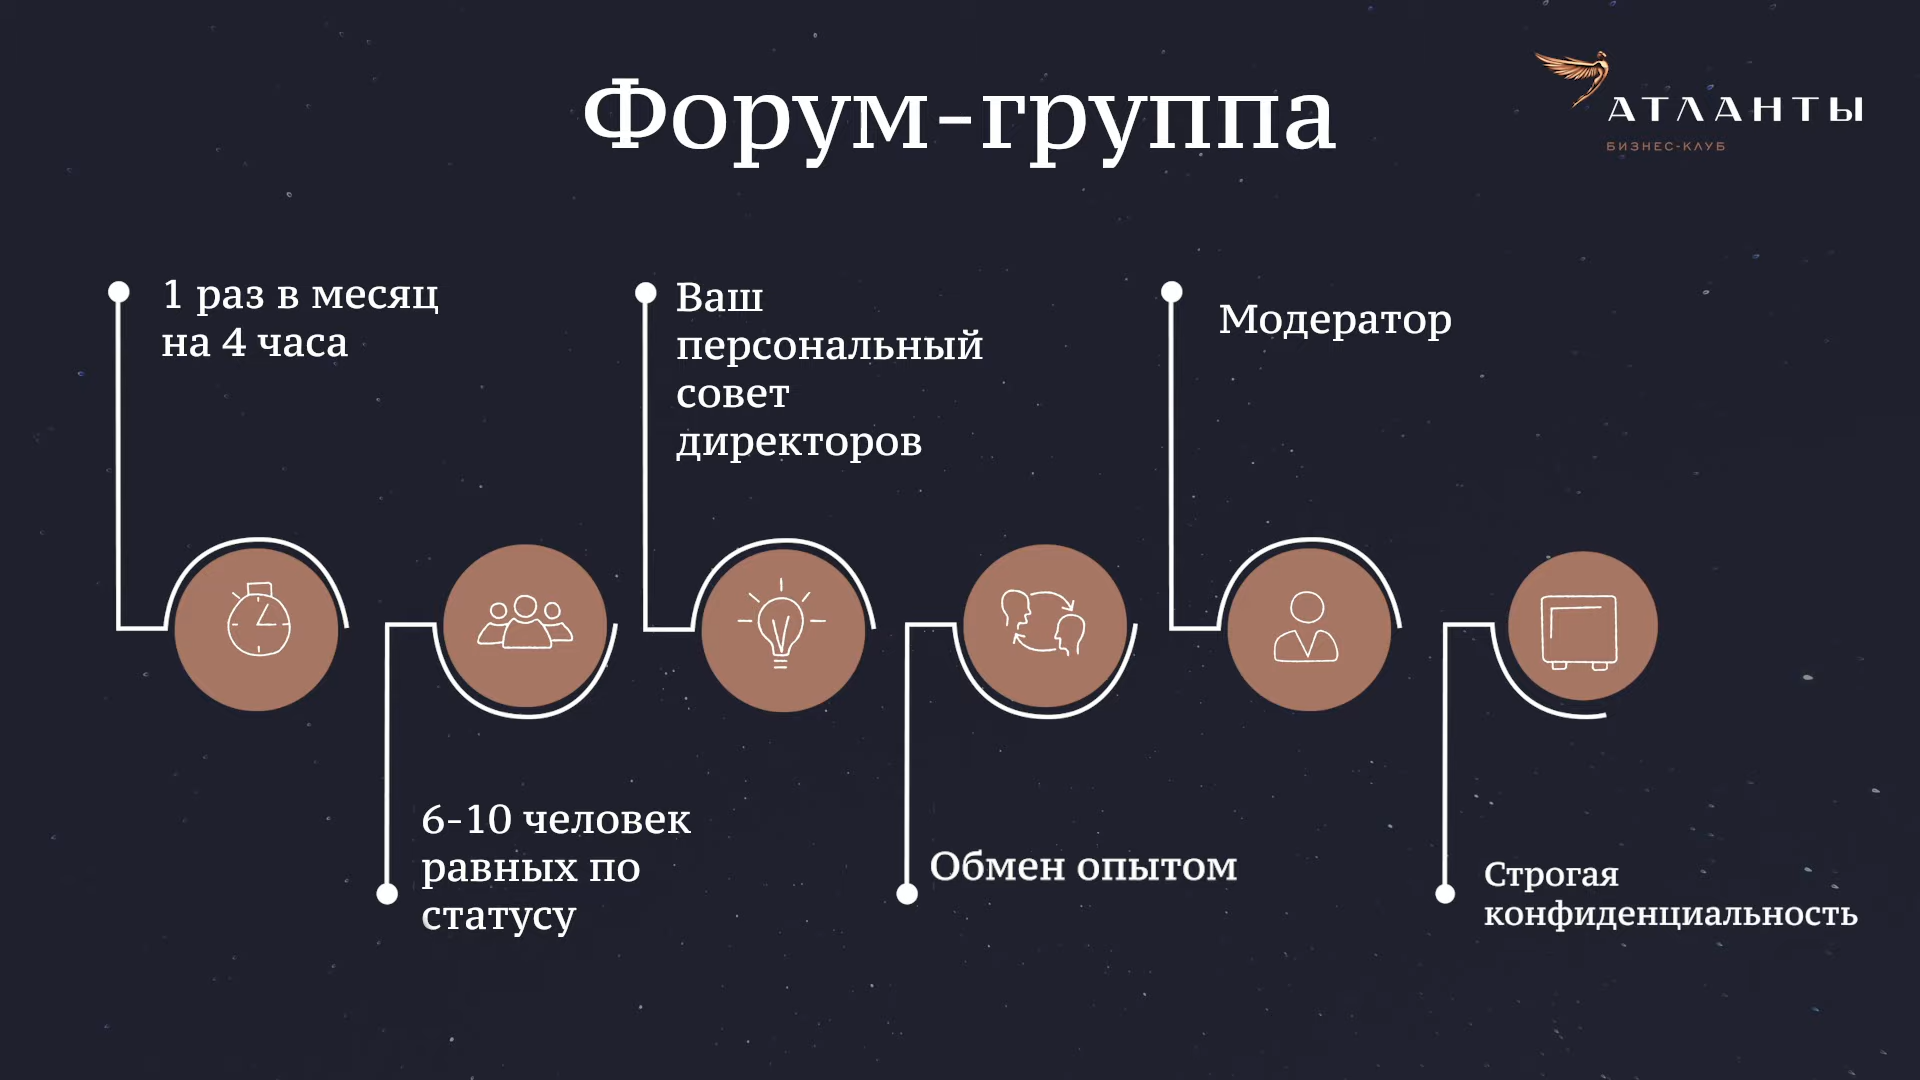 Форум-группа
АТЛАНТЫ
БИЗНЕС-КЛУБ
1 раз в месяц
на 4 часа
Ваш
персональный
совет
директоров
Модератор
6-10 человек
равных по
статусу
Обмен опытом
Строгая
конфиденциальность